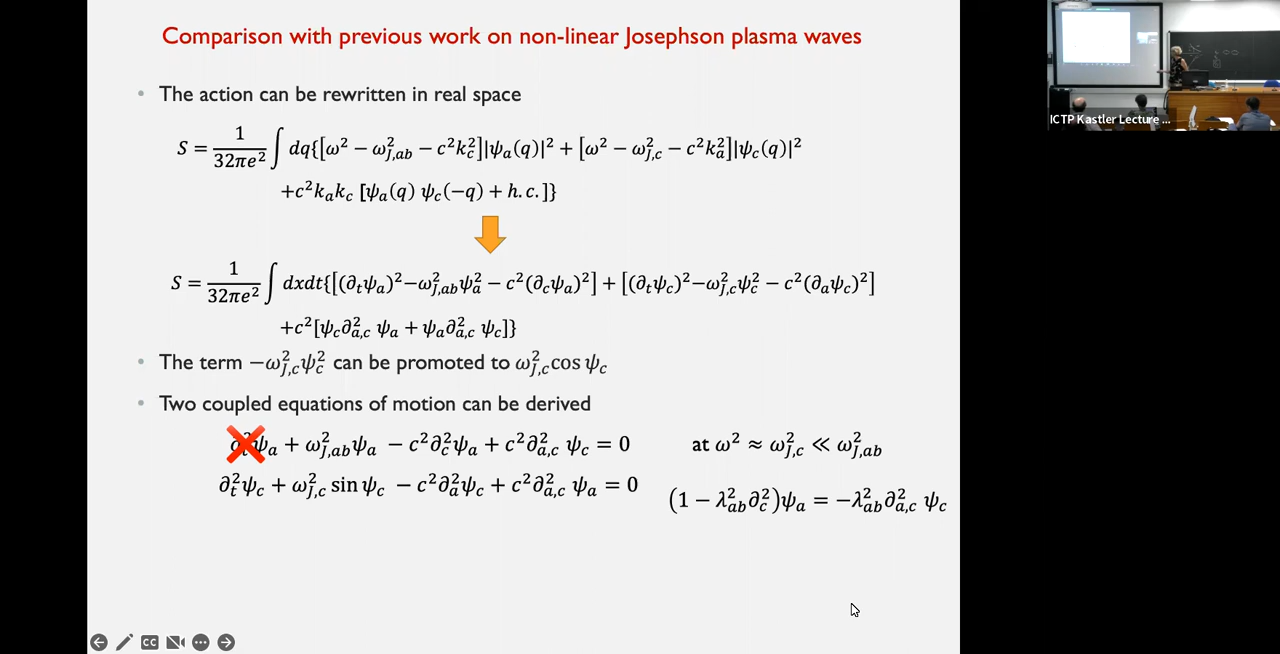 Comparison with previous work on non-linear Josephson plasma waves
• The action can be rewritten in real space
S = 1/(32πe²) ∫ dq{[ω² − ω²_{J,ab} − c²k_c²]|ψ_a(q)|² + [ω² − ω²_{J,c} − c²k_a²]|ψ_c(q)|²
+c²k_a k_c [ψ_a(q) ψ_c(−q) + h. c.]}
S = 1/(32πe²) ∫ dxdt{[(∂_tψ_a)²−ω²_{J,ab}ψ_a² − c²(∂_cψ_a)²] + [(∂_tψ_c)²−ω²_{J,c}ψ_c² − c²(∂_aψ_c)²]
+c²[ψ_c∂²_{a,c} ψ_a + ψ_a∂²_{a,c} ψ_c]}
• The term −ω²_{J,c}ψ_c² can be promoted to ω²_{J,c} cos ψ_c
• Two coupled equations of motion can be derived
∂_t²ψ_a + ω²_{J,ab}ψ_a − c²∂_c²ψ_a + c²∂²_{a,c} ψ_c = 0
at ω² ≈ ω²_{J,c} ≪ ω²_{J,ab}
∂_t²ψ_c + ω²_{J,c} sin ψ_c − c²∂_a²ψ_c + c²∂²_{a,c} ψ_a = 0
(1 − λ²_{ab}∂_c²)ψ_a = −λ²_{ab}∂²_{a,c} ψ_c
CC
ICTP Kastler Lecture ...